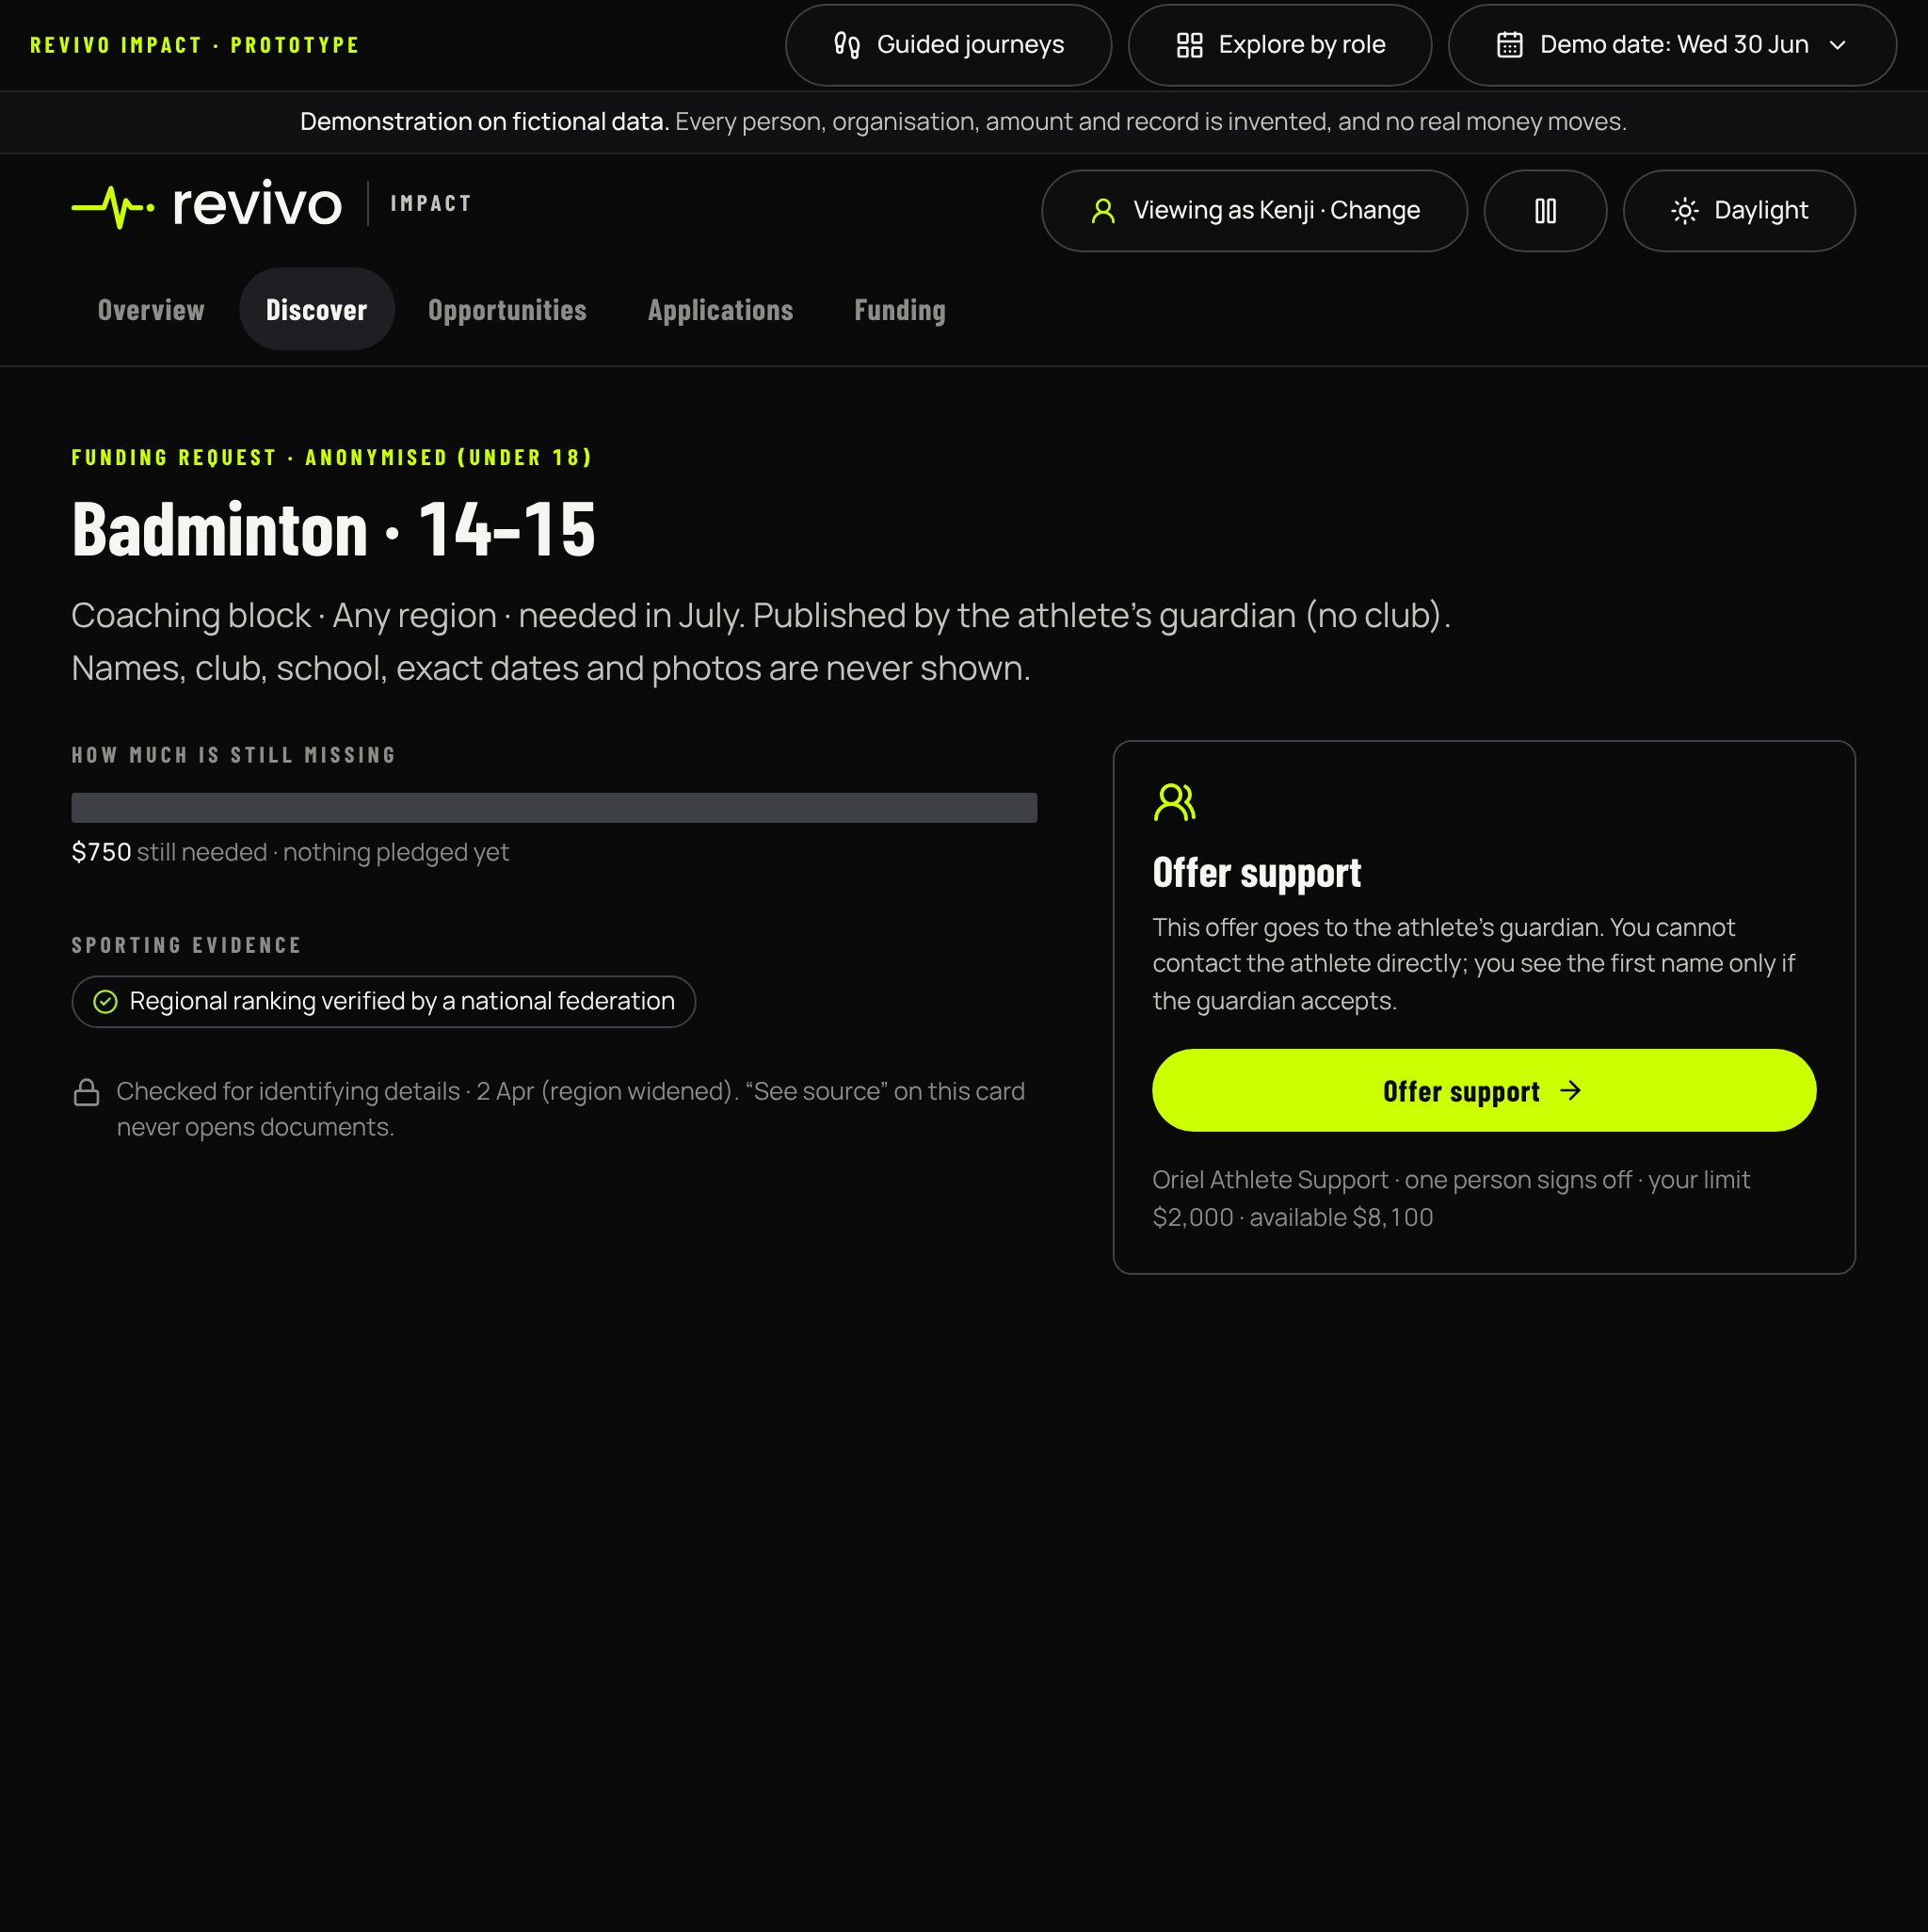 REVIVO IMPACT · PROTOTYPE
Guided journeys
Explore by role
Demo date: Wed 30 Jun
Demonstration on fictional data. Every person, organisation, amount and record is invented, and no real money moves.
revivo
IMPACT
Viewing as Kenji · Change
Daylight
Overview
Discover
Opportunities
Applications
Funding
FUNDING REQUEST · ANONYMISED (UNDER 18)
Badminton · 14–15
Coaching block · Any region · needed in July. Published by the athlete’s guardian (no club).
Names, club, school, exact dates and photos are never shown.
HOW MUCH IS STILL MISSING
$750 still needed · nothing pledged yet
SPORTING EVIDENCE
Regional ranking verified by a national federation
Checked for identifying details · 2 Apr (region widened). “See source” on this card
never opens documents.
Offer support
This offer goes to the athlete’s guardian. You cannot
contact the athlete directly; you see the first name only if
the guardian accepts.
Offer support
Oriel Athlete Support · one person signs off · your limit
$2,000 · available $8,100